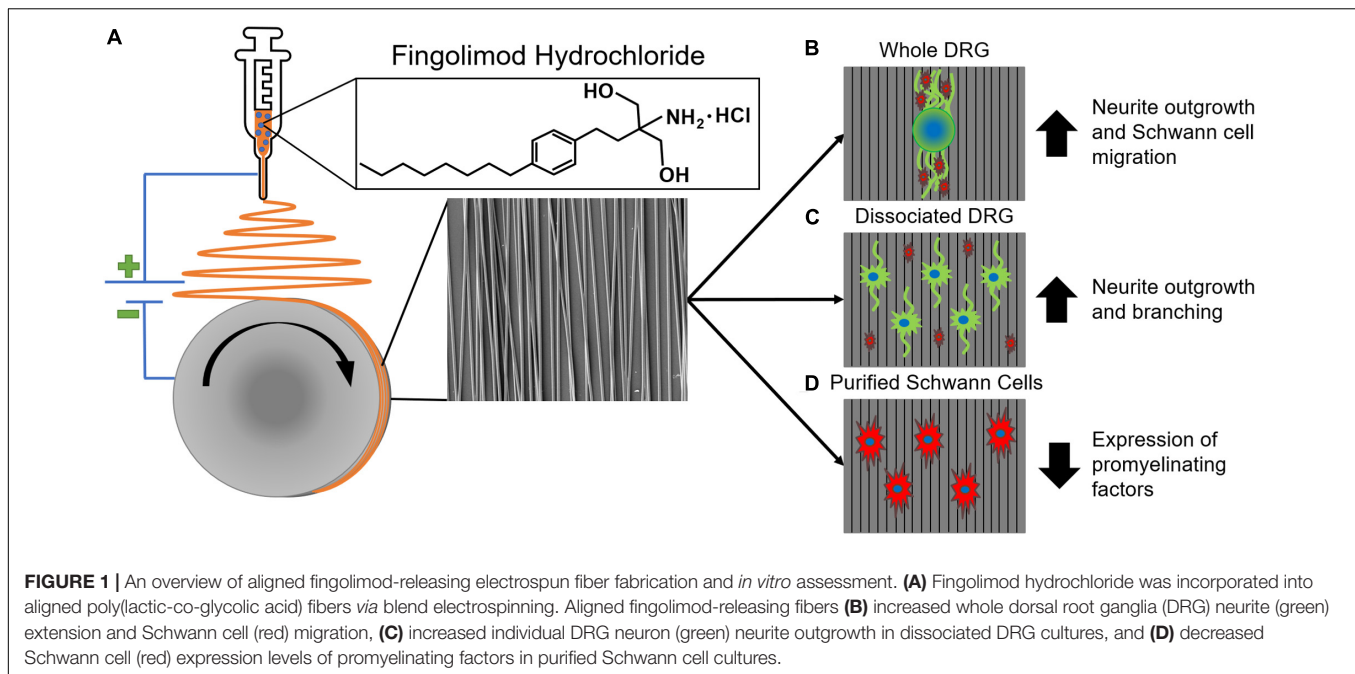 A
Fingolimod Hydrochloride
HO
NH₂·HCl
OH
+
−
B
Whole DRG
Neurite outgrowth
and Schwann cell
migration
C
Dissociated DRG
Neurite outgrowth
and branching
D Purified Schwann Cells
Expression of
promyelinating
factors
FIGURE 1 | An overview of aligned fingolimod-releasing electrospun fiber fabrication and in vitro assessment. (A) Fingolimod hydrochloride was incorporated into
aligned poly(lactic-co-glycolic acid) fibers via blend electrospinning. Aligned fingolimod-releasing fibers (B) increased whole dorsal root ganglia (DRG) neurite (green)
extension and Schwann cell (red) migration, (C) increased individual DRG neuron (green) neurite outgrowth in dissociated DRG cultures, and (D) decreased
Schwann cell (red) expression levels of promyelinating factors in purified Schwann cell cultures.